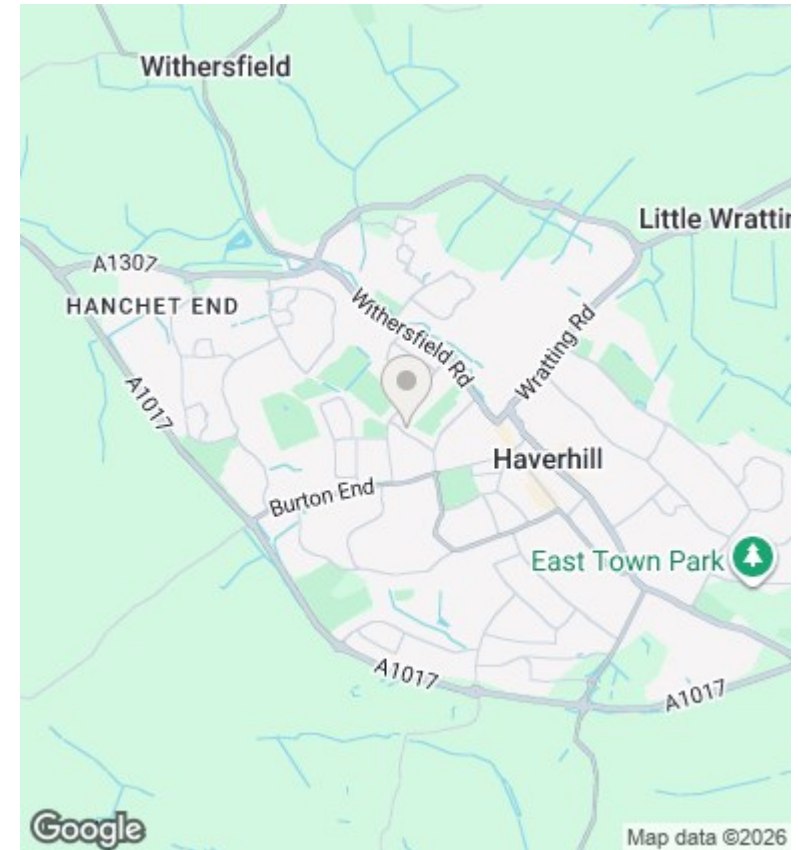 Withersfield
Little Wrattin
A1307
HANCHET END
Withersfield Rd
Wratting Rd
A1017
Haverhill
Burton End
East Town Park
A1017
A1017
Google
Map data ©2026